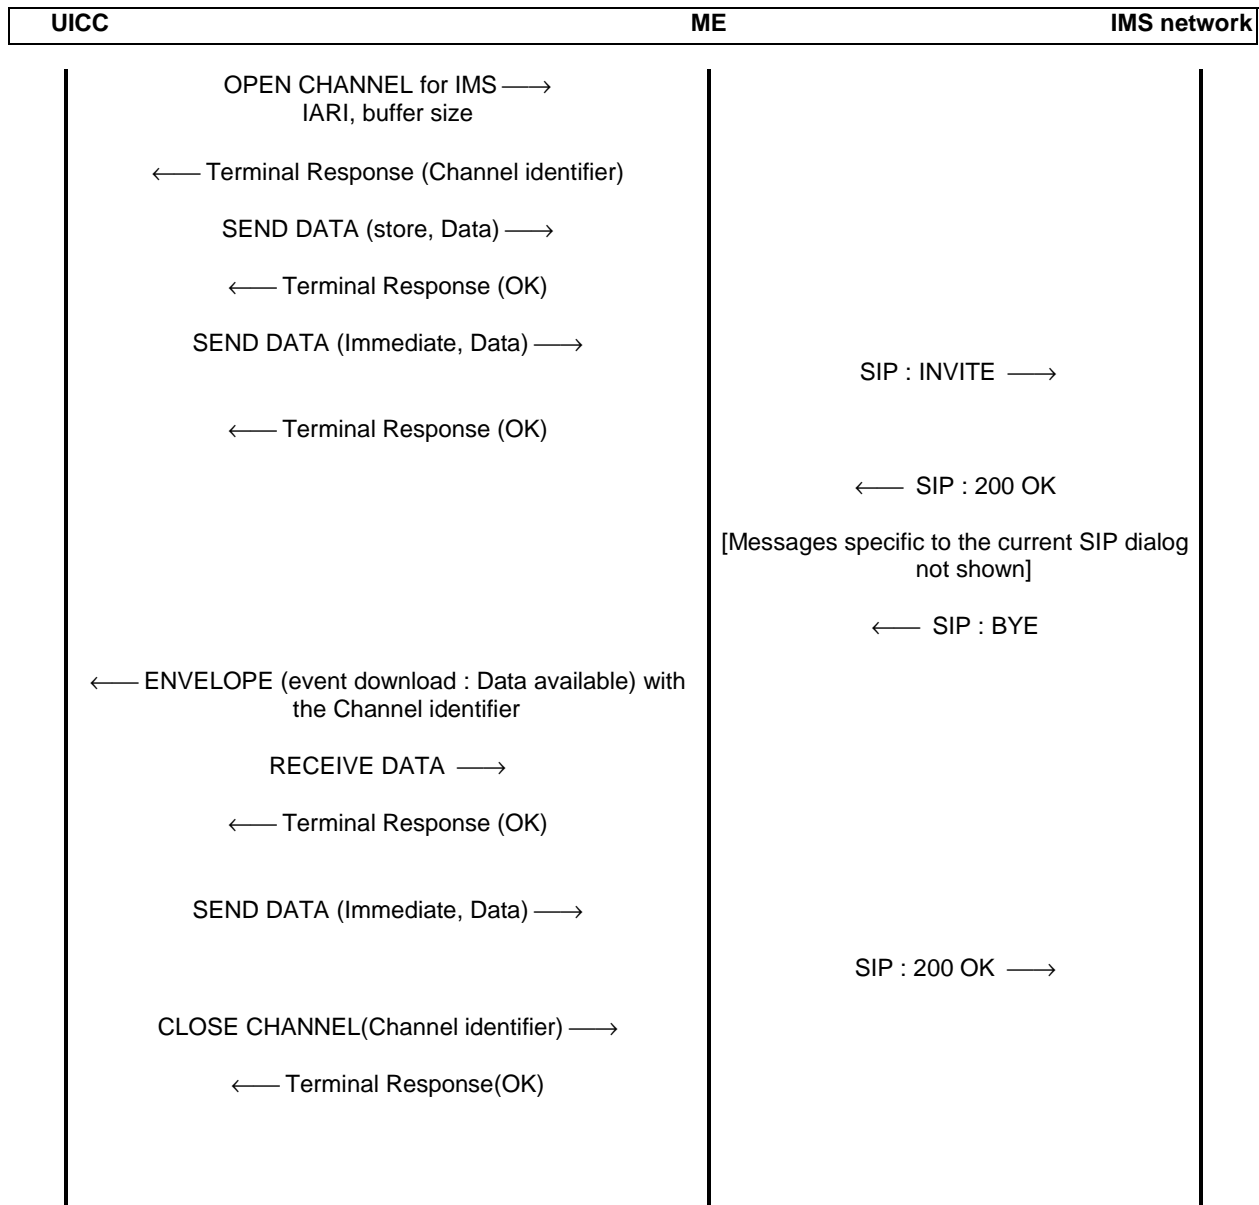 UICC ME IMS network
OPEN CHANNEL for IMS ⟶
IARI, buffer size
⟵ Terminal Response (Channel identifier)
SEND DATA (store, Data) ⟶
⟵ Terminal Response (OK)
SEND DATA (Immediate, Data) ⟶
SIP : INVITE ⟶
⟵ Terminal Response (OK)
⟵ SIP : 200 OK
[Messages specific to the current SIP dialog
not shown]
⟵ SIP : BYE
⟵ ENVELOPE (event download : Data available) with
the Channel identifier
RECEIVE DATA ⟶
⟵ Terminal Response (OK)
SEND DATA (Immediate, Data) ⟶
SIP : 200 OK ⟶
CLOSE CHANNEL(Channel identifier) ⟶
⟵ Terminal Response(OK)